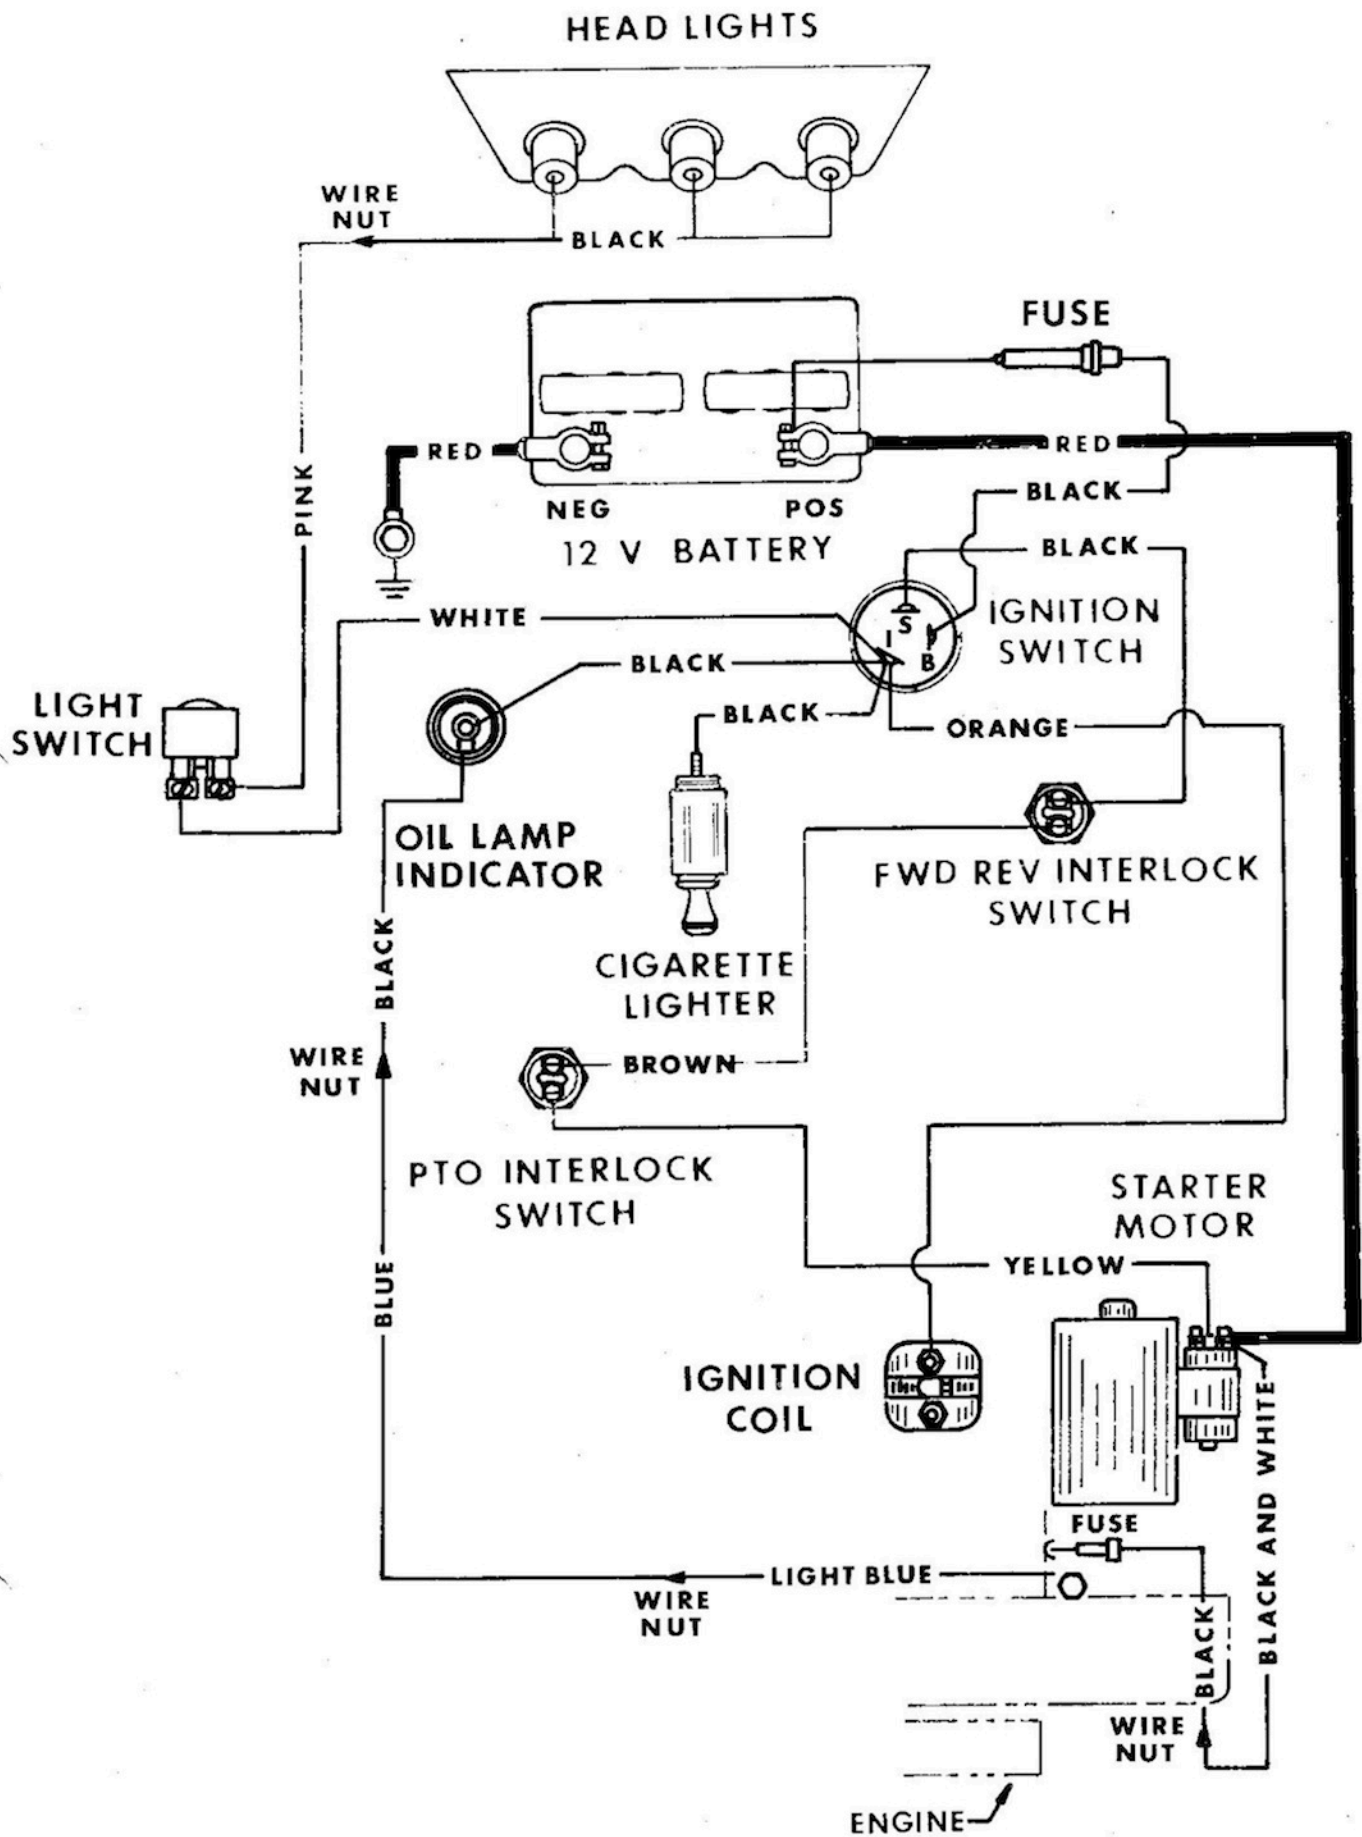 HEAD LIGHTS
WIRE
NUT
BLACK
FUSE
RED
RED
PINK
BLACK
NEG
POS
12 V BATTERY
BLACK
WHITE
IGNITION
SWITCH
S
I
B
BLACK
LIGHT
SWITCH
BLACK
ORANGE
OIL LAMP
INDICATOR
FWD REV INTERLOCK
SWITCH
BLACK
CIGARETTE
LIGHTER
WIRE
NUT
BROWN
PTO INTERLOCK
SWITCH
STARTER
MOTOR
BLUE
YELLOW
IGNITION
COIL
BLACK AND WHITE
FUSE
LIGHT BLUE
WIRE
NUT
BLACK
WIRE
NUT
ENGINE